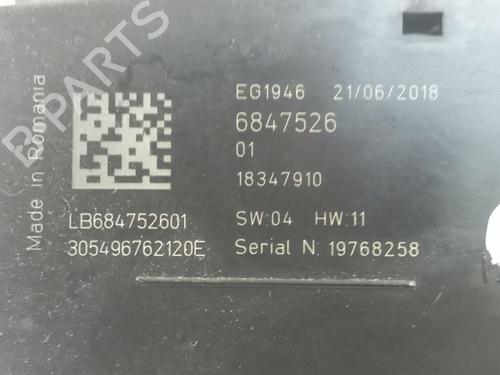 B-PARTS
Made in Romania
EG1946 21/06/2018
6847526
01
18347910
LB684752601
SW:04 HW:11
305496762120E
Serial N: 19768258